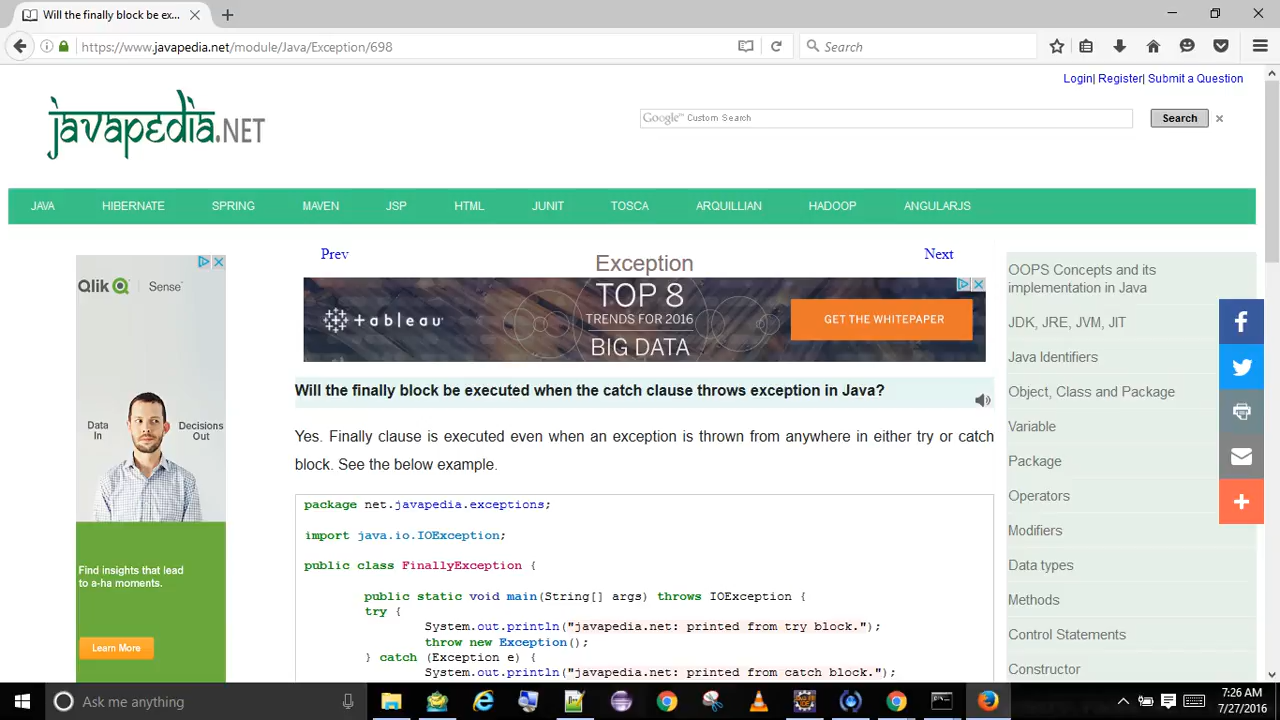 Will the finally block be ex...
https://www.javapedia.net/module/Java/Exception/698
Search
Login| Register| Submit a Question
javapedia.NET
Google™ Custom Search
Search
JAVA HIBERNATE SPRING MAVEN JSP HTML JUNIT TOSCA ARQUILLIAN HADOOP ANGULARJS
Prev
Next
Exception
Qlik Q Sense
Data In
Decisions Out
Find insights that lead
to a-ha moments.
Learn More
+ableau
TOP 8
TRENDS FOR 2016
BIG DATA
GET THE WHITEPAPER
Will the finally block be executed when the catch clause throws exception in Java?
Yes. Finally clause is executed even when an exception is thrown from anywhere in either try or catch
block. See the below example.
package net.javapedia.exceptions;
import java.io.IOException;
public class FinallyException {
public static void main(String[] args) throws IOException {
try {
System.out.println("javapedia.net: printed from try block.");
throw new Exception();
} catch (Exception e) {
System.out.println("javapedia.net: printed from catch block.");
OOPS Concepts and its
implementation in Java
JDK, JRE, JVM, JIT
Java Identifiers
Object, Class and Package
Variable
Package
Operators
Modifiers
Data types
Methods
Control Statements
Constructor
Ask me anything
7:26 AM
7/27/2016